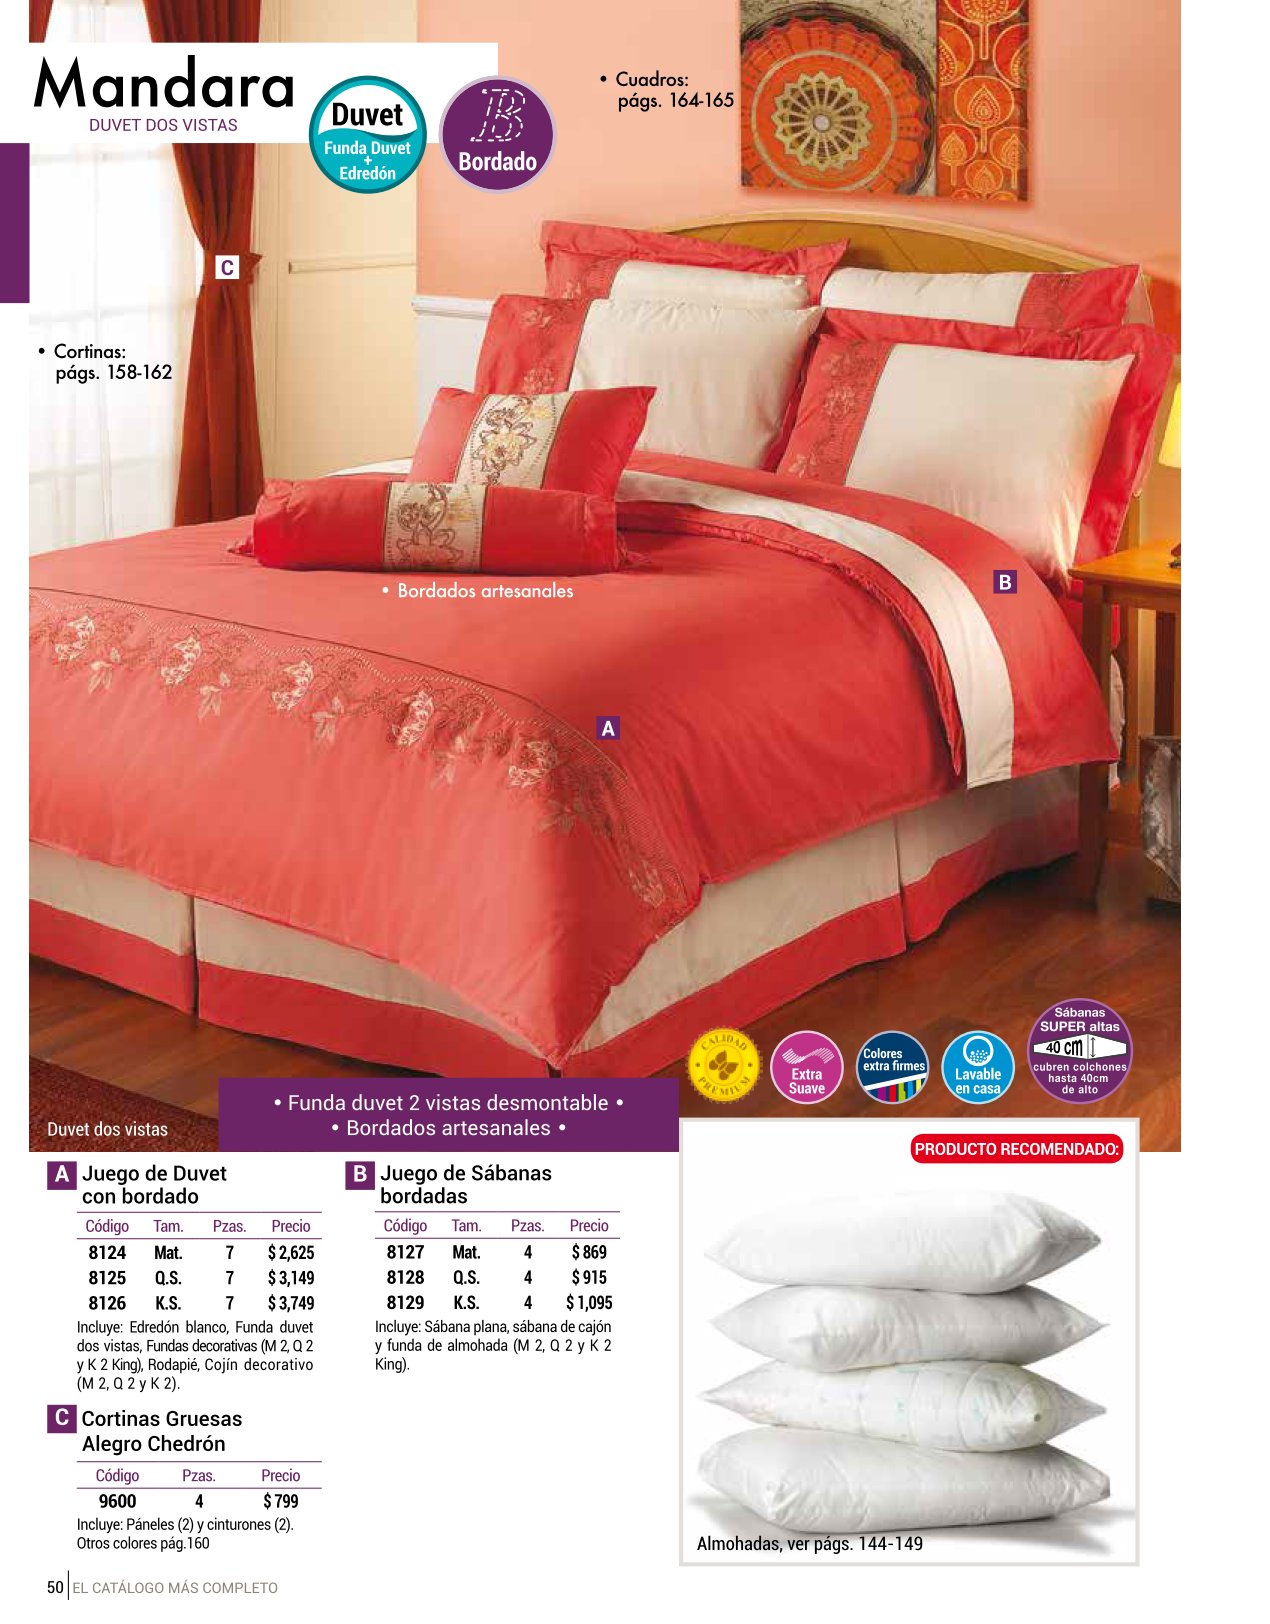 Mandara
DUVET DOS VISTAS
Duvet
Funda Duvet
+
Edredón
B
Bordado
• Cuadros:
págs. 164-165
C
• Cortinas:
págs. 158-162
B
• Bordados artesanales
A
Sábanas
SUPER altas
40 cm
cubren colchones
hasta 40cm
de alto
CALIDAD
PREMIUM
Extra
Suave
Colores
extra firmes
Lavable
en casa
• Funda duvet 2 vistas desmontable •
• Bordados artesanales •
Duvet dos vistas
PRODUCTO RECOMENDADO:
A Juego de Duvet
con bordado
Código Tam. Pzas. Precio
8124 Mat. 7 $ 2,625
8125 Q.S. 7 $ 3,149
8126 K.S. 7 $ 3,749
Incluye: Edredón blanco, Funda duvet
dos vistas, Fundas decorativas (M 2, Q 2
y K 2 King), Rodapié, Cojín decorativo
(M 2, Q 2 y K 2).
B Juego de Sábanas
bordadas
Código Tam. Pzas. Precio
8127 Mat. 4 $ 869
8128 Q.S. 4 $ 915
8129 K.S. 4 $ 1,095
Incluye: Sábana plana, sábana de cajón
y funda de almohada (M 2, Q 2 y K 2
King).
C Cortinas Gruesas
Alegro Chedrón
Código Pzas. Precio
9600 4 $ 799
Incluye: Páneles (2) y cinturones (2).
Otros colores pág.160
Almohadas, ver págs. 144-149
50 EL CATÁLOGO MÁS COMPLETO